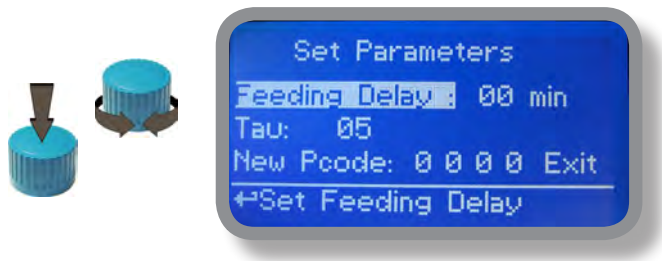 Set Parameters
Feeding Delay : 00 min
Tau: 05
New Pcode: 0 0 0 0 Exit
↩Set Feeding Delay